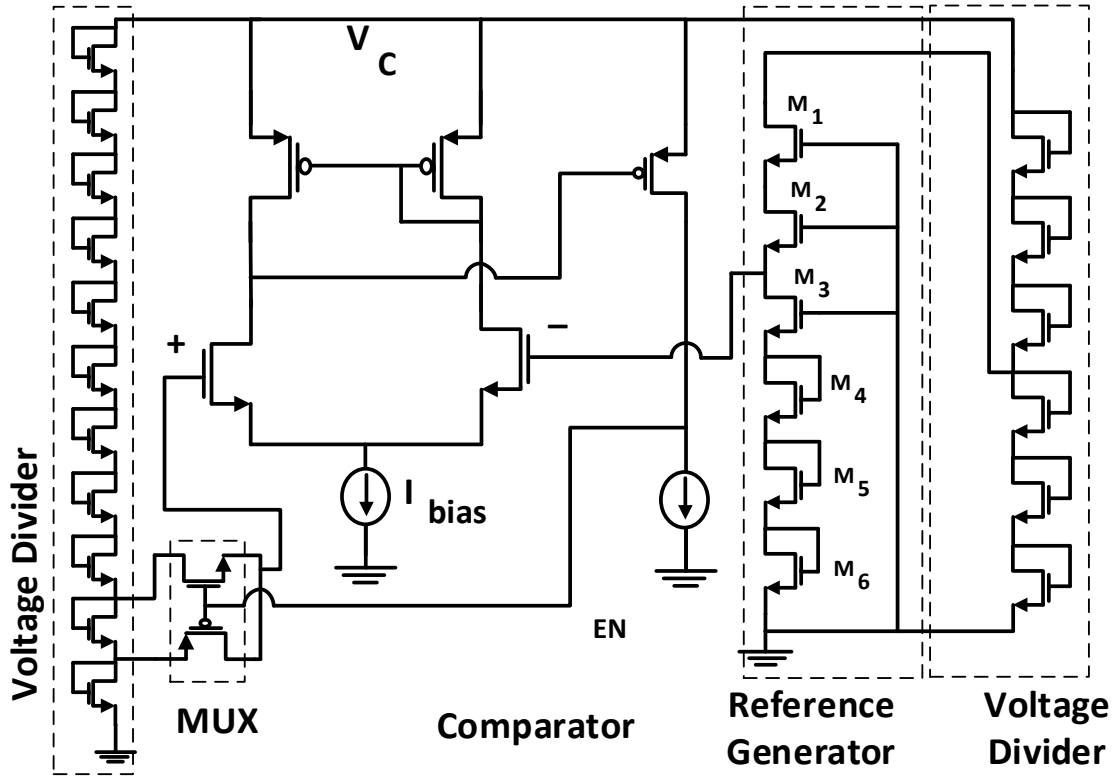 V
C
M
1
M
2
M
3
+
−
M
4
M
5
M
6
I
bias
EN
Voltage Divider
MUX
Comparator
Reference
Generator
Voltage
Divider